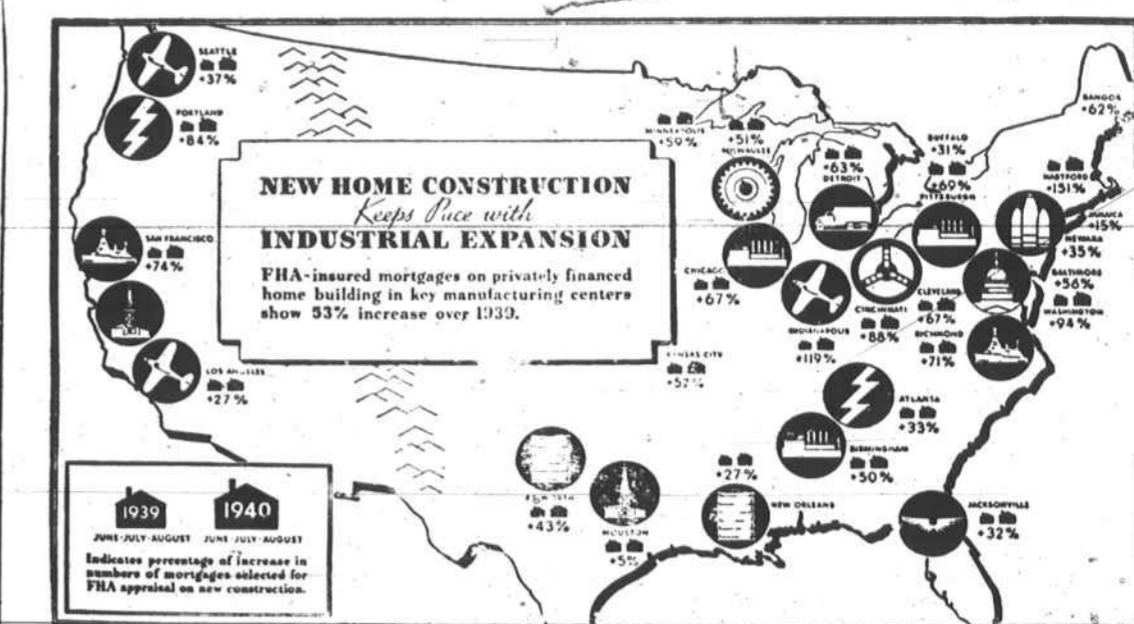 SEATTLE
+37%
PORTLAND
+84%
SAN FRANCISCO
+74%
LOS ANGELES
+27%
NEW HOME CONSTRUCTION
Keeps Pace with
INDUSTRIAL EXPANSION
FHA-insured mortgages on privately financed
home building in key manufacturing centers
show 53% increase over 1939.
MINNEAPOLIS
+59%
+51%
MILWAUKEE
+63%
DETROIT
BUFFALO
+31%
+69%
PITTSBURGH
BANGOR
+62%
HARTFORD
+151%
JAMAICA
+15%
NEWARK
+35%
BALTIMORE
+56%
WASHINGTON
+94%
CHICAGO
+67%
INDIANAPOLIS
+119%
CINCINNATI
+88%
CLEVELAND
+67%
RICHMOND
+71%
KANSAS CITY
+52%
ATLANTA
+33%
BIRMINGHAM
+50%
+43%
HOUSTON
+5%
+27%
NEW ORLEANS
JACKSONVILLE
+32%
1939
JUNE-JULY-AUGUST
1940
JUNE-JULY-AUGUST
Indicates percentage of increase in
numbers of mortgages selected for
FHA appraisal on new construction.